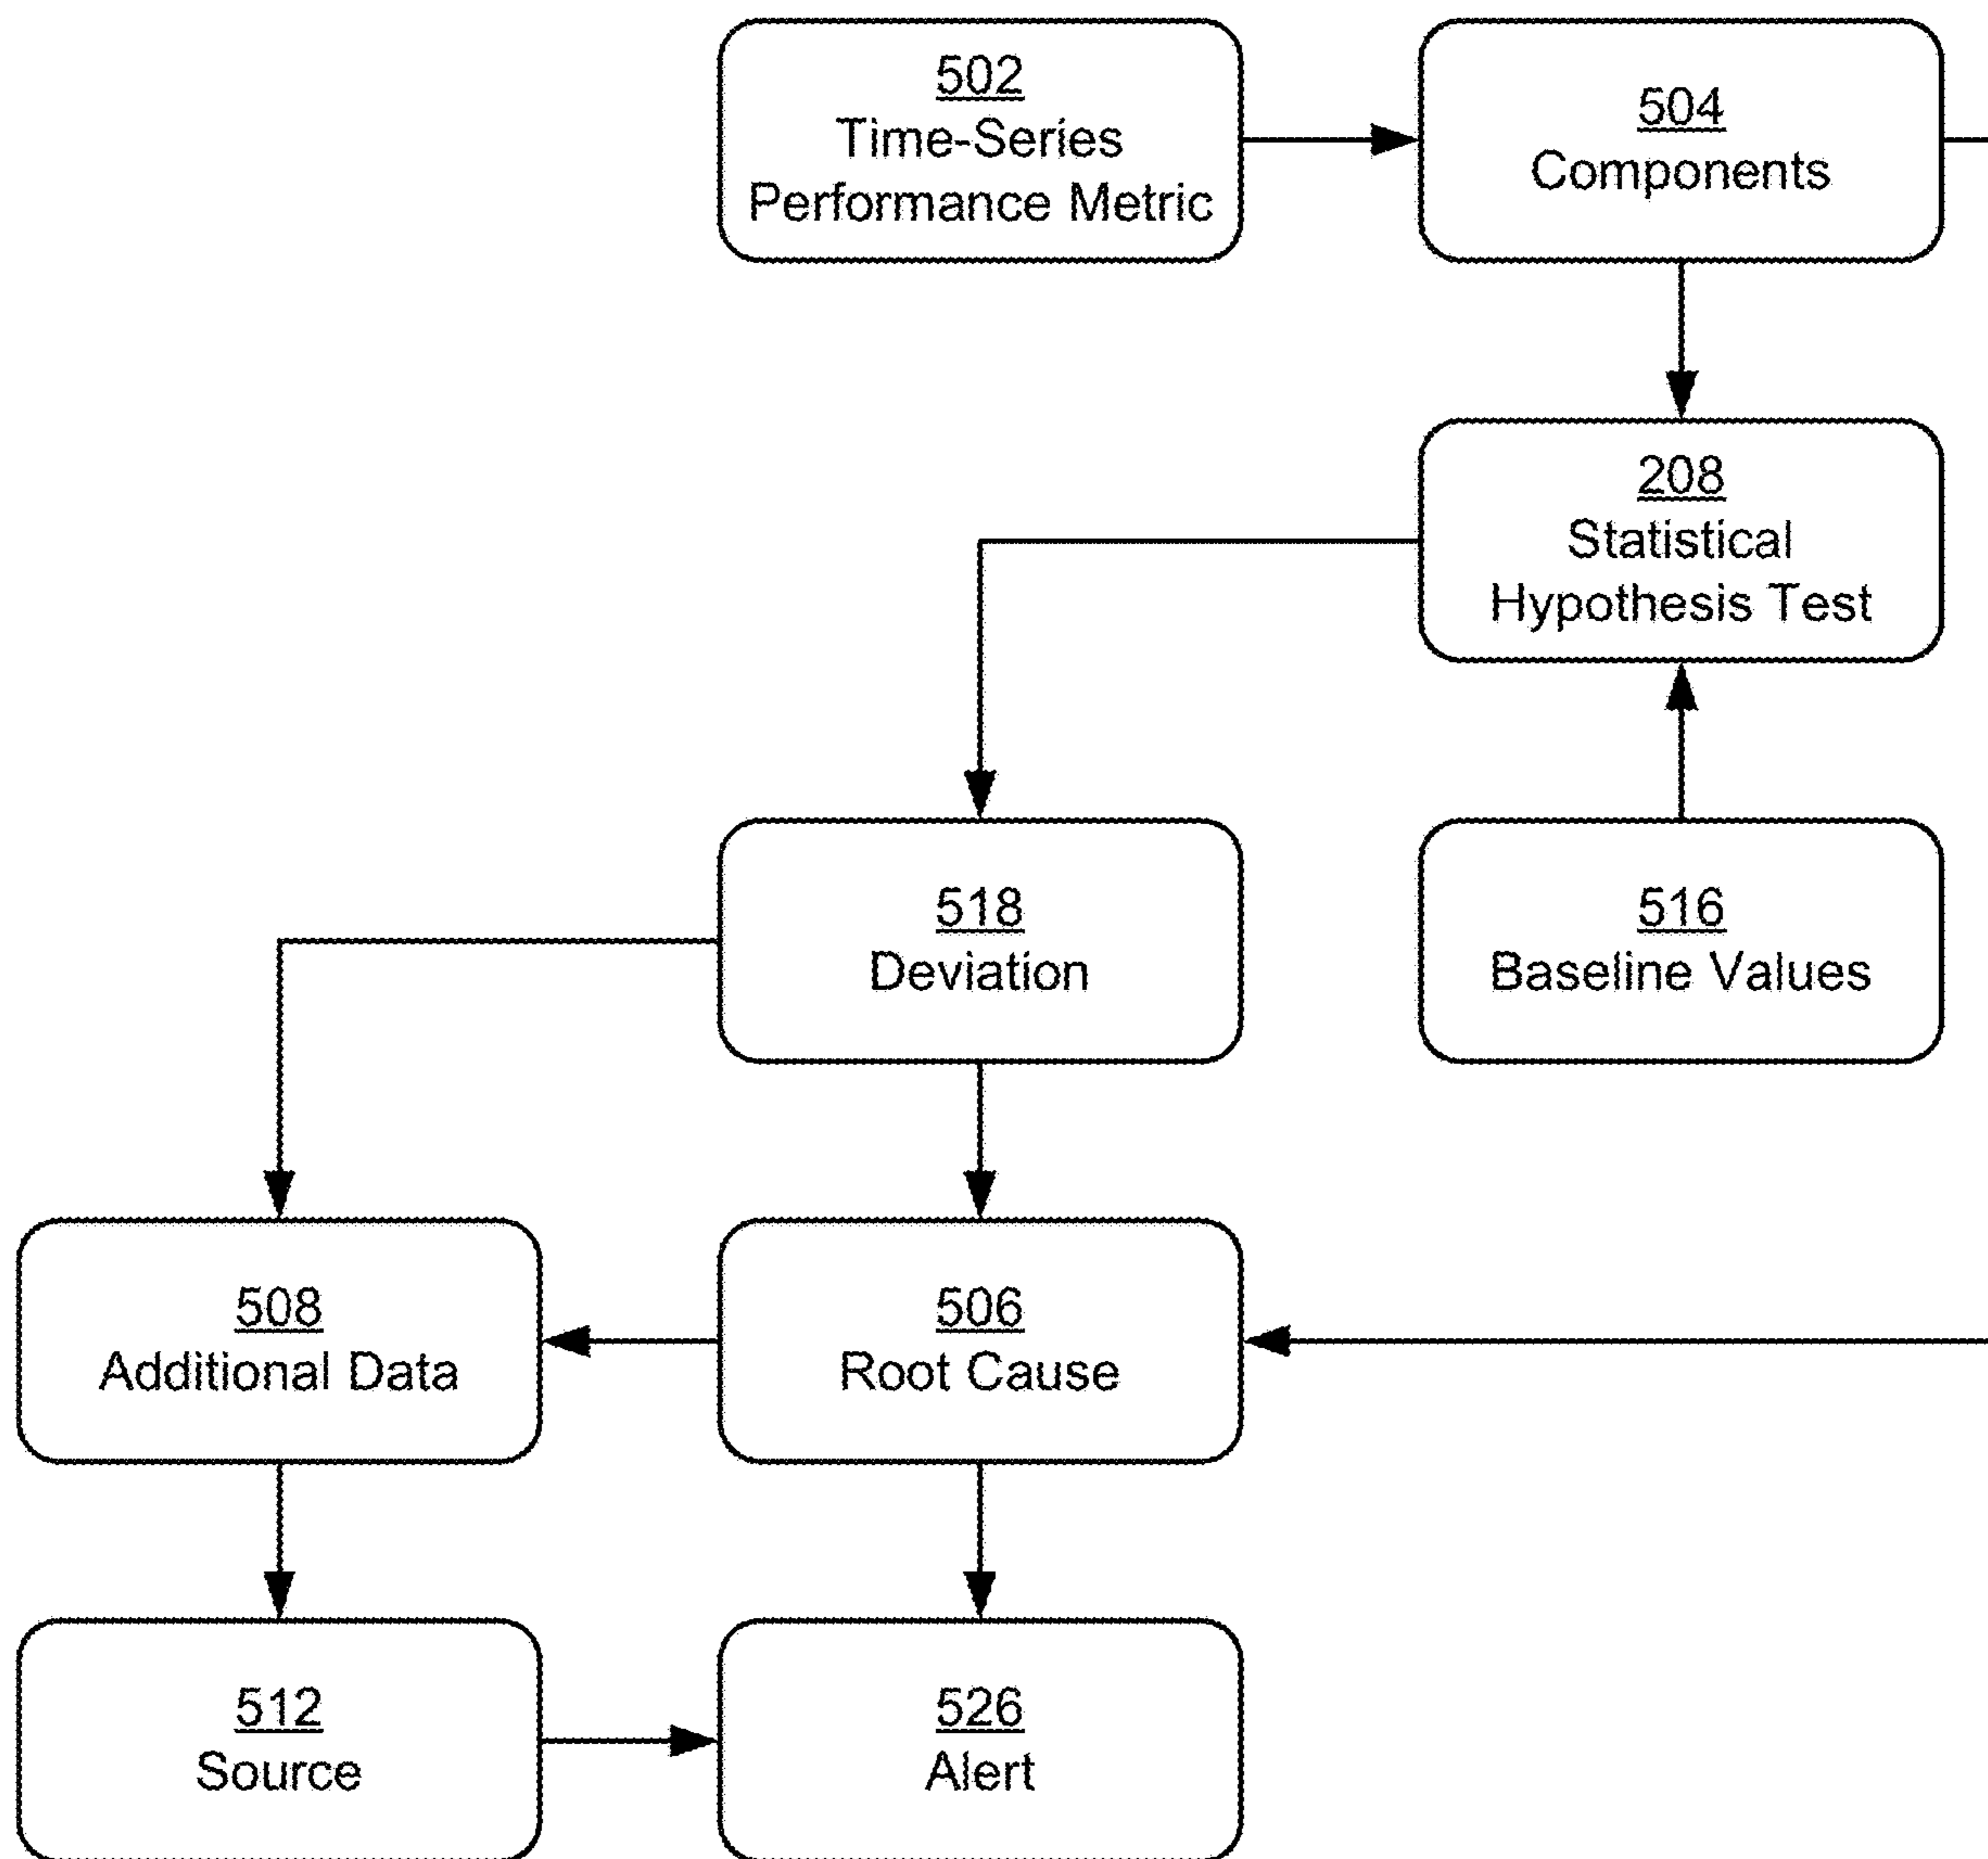 502
Time-Series
Performance Metric
504
Components
208
Statistical
Hypothesis Test
518
Deviation
516
Baseline Values
508
Additional Data
506
Root Cause
512
Source
526
Alert